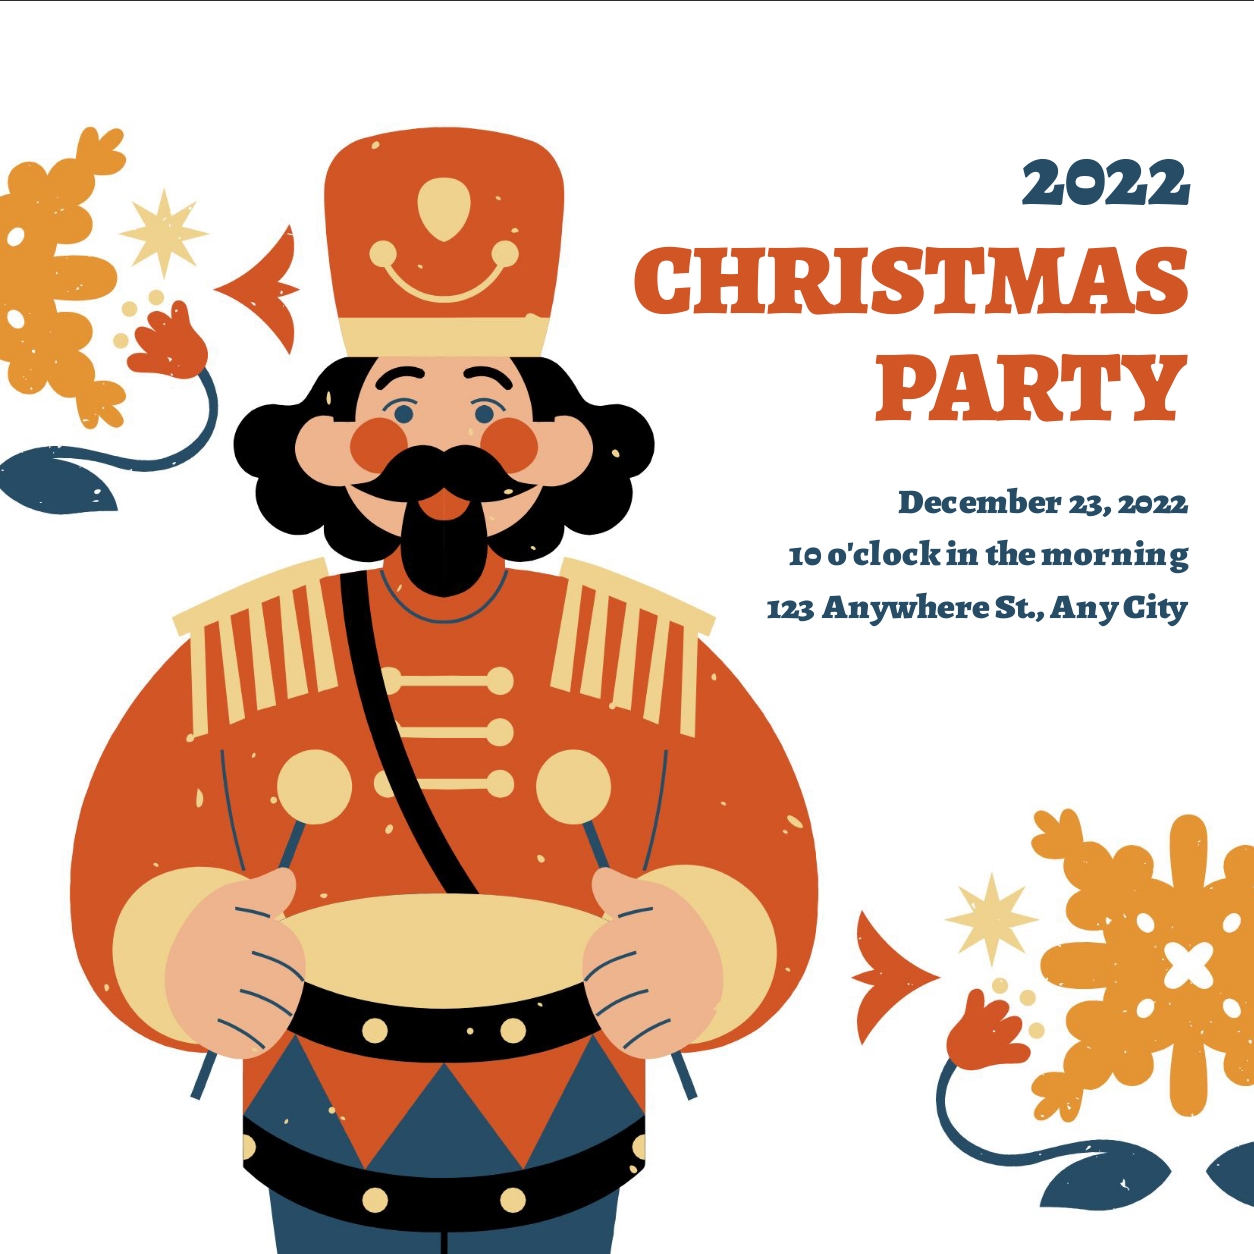 2022
CHRISTMAS
PARTY
December 23, 2022
10 o'clock in the morning
123 Anywhere St., Any City